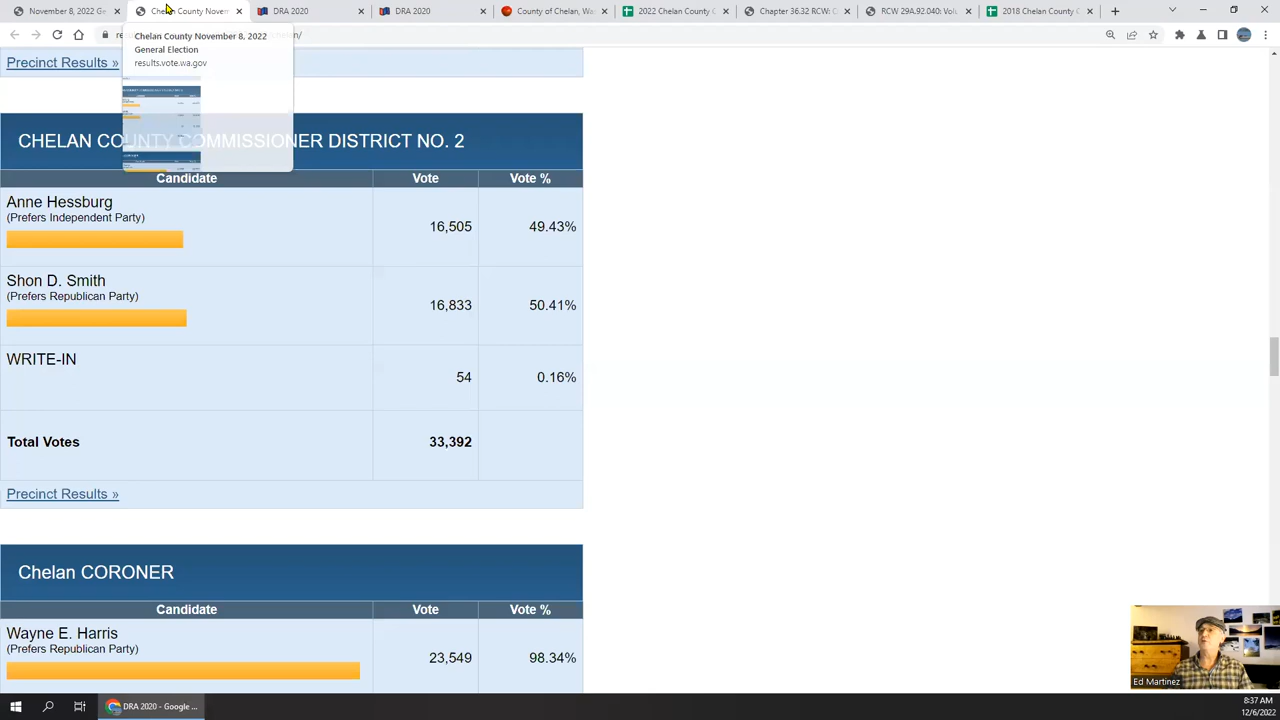 November 8, 2022 Ge
Chelan County Novem
DRA 2020
DRA 2020
County of Chelan, Wa
2022 Chelan County C
Chapter 36.32 RCW: C
RCW 29A.92.040: Volu
2018 Chelan County C
Chelan County November 8, 2022
General Election
results.vote.wa.gov
Precinct Results »
CHELAN COUNTY COMMISSIONER DISTRICT NO. 2
Candidate Vote Vote %
Anne Hessburg
(Prefers Independent Party)
16,505 49.43%
Shon D. Smith
(Prefers Republican Party)
16,833 50.41%
WRITE-IN
54 0.16%
Total Votes 33,392
Precinct Results »
Chelan CORONER
Candidate Vote Vote %
Wayne E. Harris
(Prefers Republican Party)
23,549 98.34%
Ed Martinez
DRA 2020 - Google ...
8:37 AM
12/6/2022